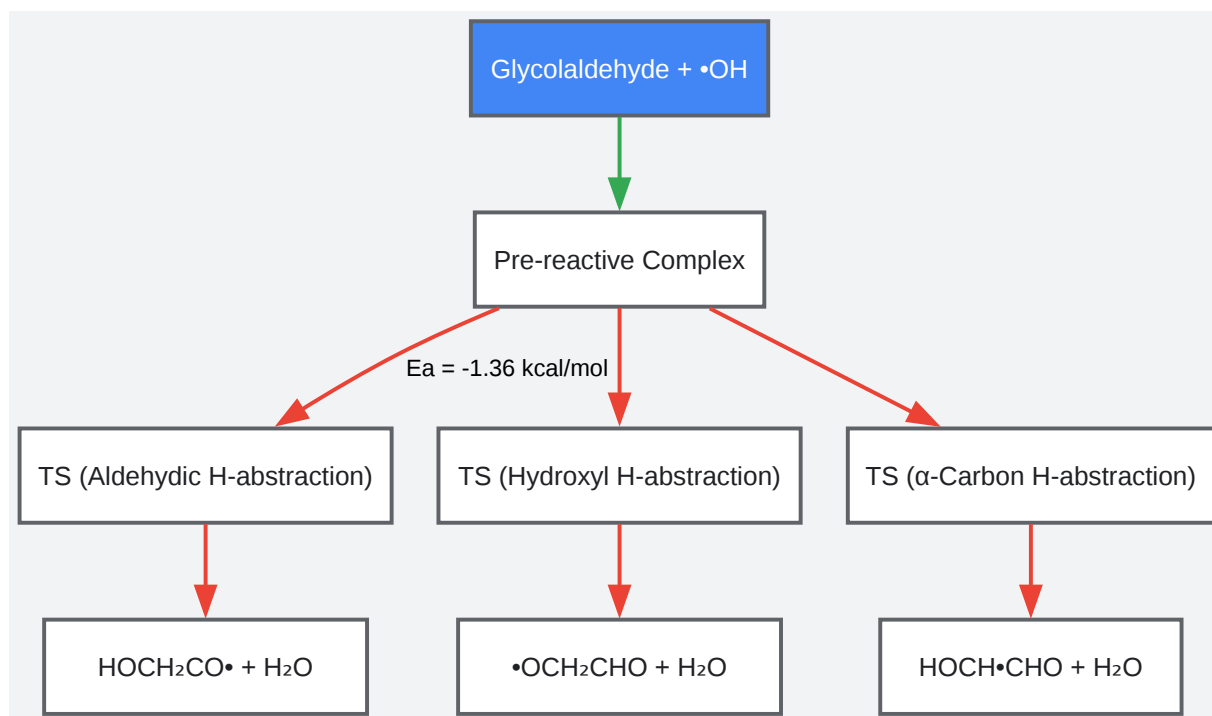 Glycolaldehyde + •OH
Pre-reactive Complex
Ea = -1.36 kcal/mol
TS (Aldehydic H-abstraction)
TS (Hydroxyl H-abstraction)
TS (α-Carbon H-abstraction)
HOCH₂CO• + H₂O
•OCH₂CHO + H₂O
HOCH•CHO + H₂O